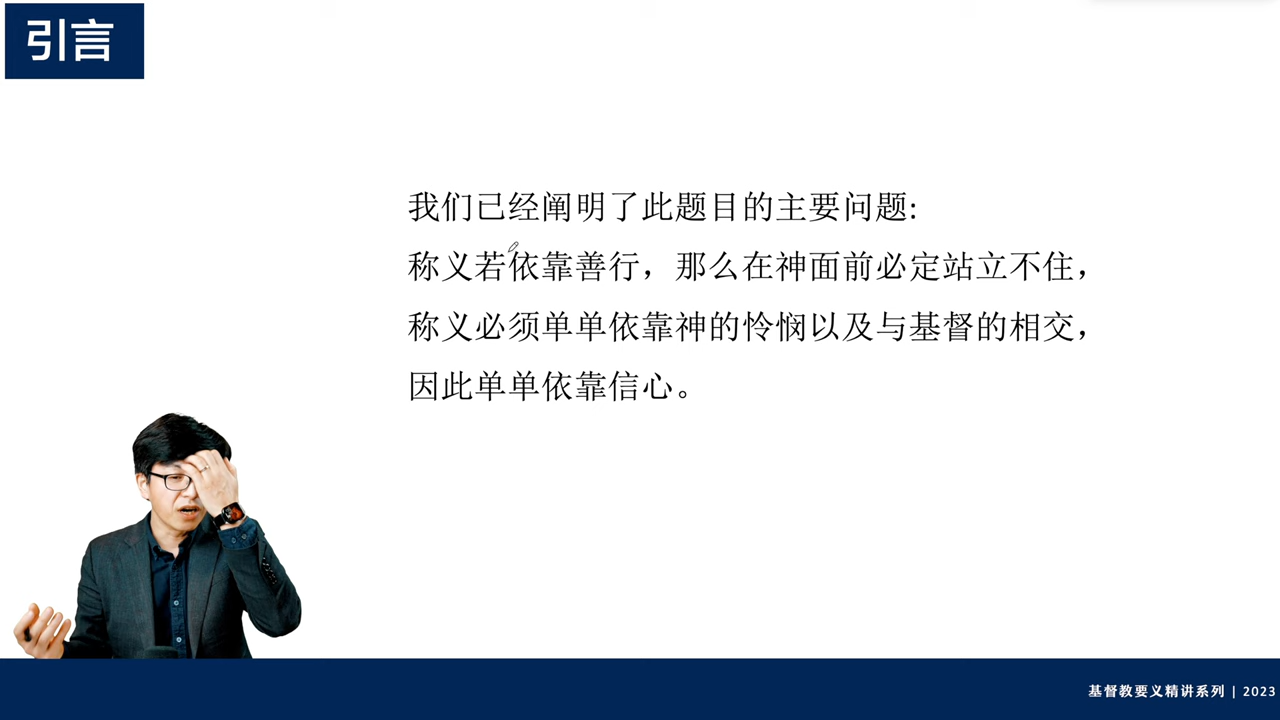 引言
我们已经阐明了此题目的主要问题:
称义若依靠善行，那么在神面前必定站立不住，
称义必须单单依靠神的怜悯以及与基督的相交，
因此单单依靠信心。
基督教要义精讲系列 | 2023